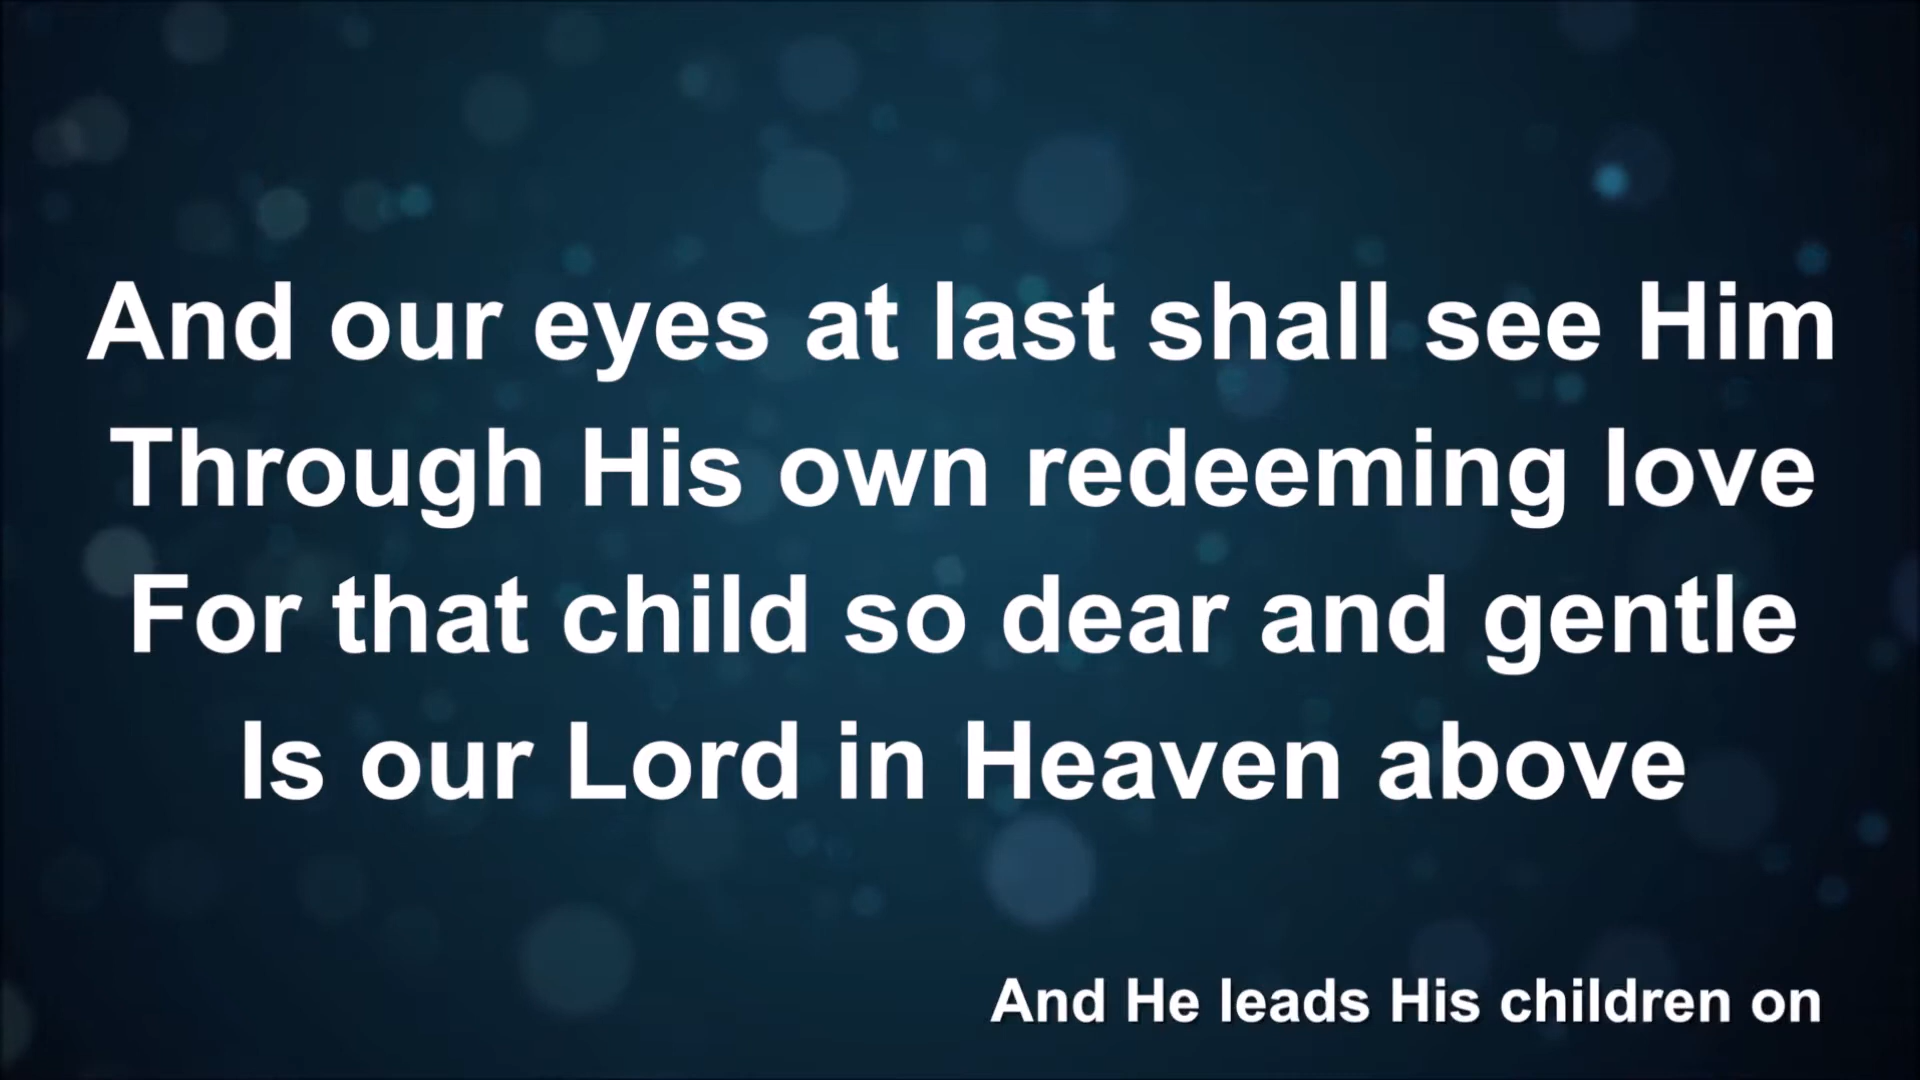 And our eyes at last shall see Him
Through His own redeeming love
For that child so dear and gentle
Is our Lord in Heaven above
And He leads His children on